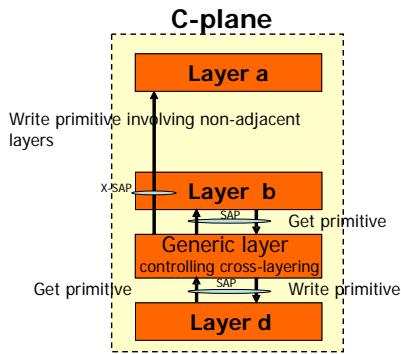 C-plane
Layer a
Write primitive involving non-adjacent
layers
X-SAP
Layer b
SAP
Get primitive
Generic layer
controlling cross-layering
Get primitive
SAP
Write primitive
Layer d